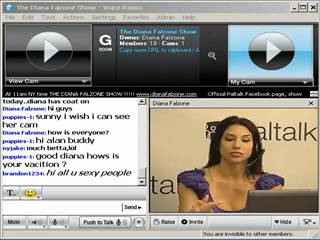 The Diana Falzone Show - Voice Room
File Edit Text Actions Favorites Admin Help
The Diana Falzone Show
Owner: Diana Falzone
Members: 10 | Cams: 1
Copy room URL to clipboard | A
G
ROOM
View Cam
My Cam
At 11am NY time THE DIANA FALZONE SHOW !!!!! www.dianafalzone.com Official Paltalk Facebook page, show
today..diana has coat on
Diana Falzone: hi guys
puppies-1: sunny i wish i can see her cam
Diana Falzone: how is everyone?
puppies-1: hi alan buddy
nyjake: much betta,lol
puppies-1: good diana hows is your vacition ?
brandon1234: hi all u sexy people
Diana Falzone
paltalk
altalk
Send
Mute
Push to Talk
Raise
Invite
Hide
You are invisible to other members.